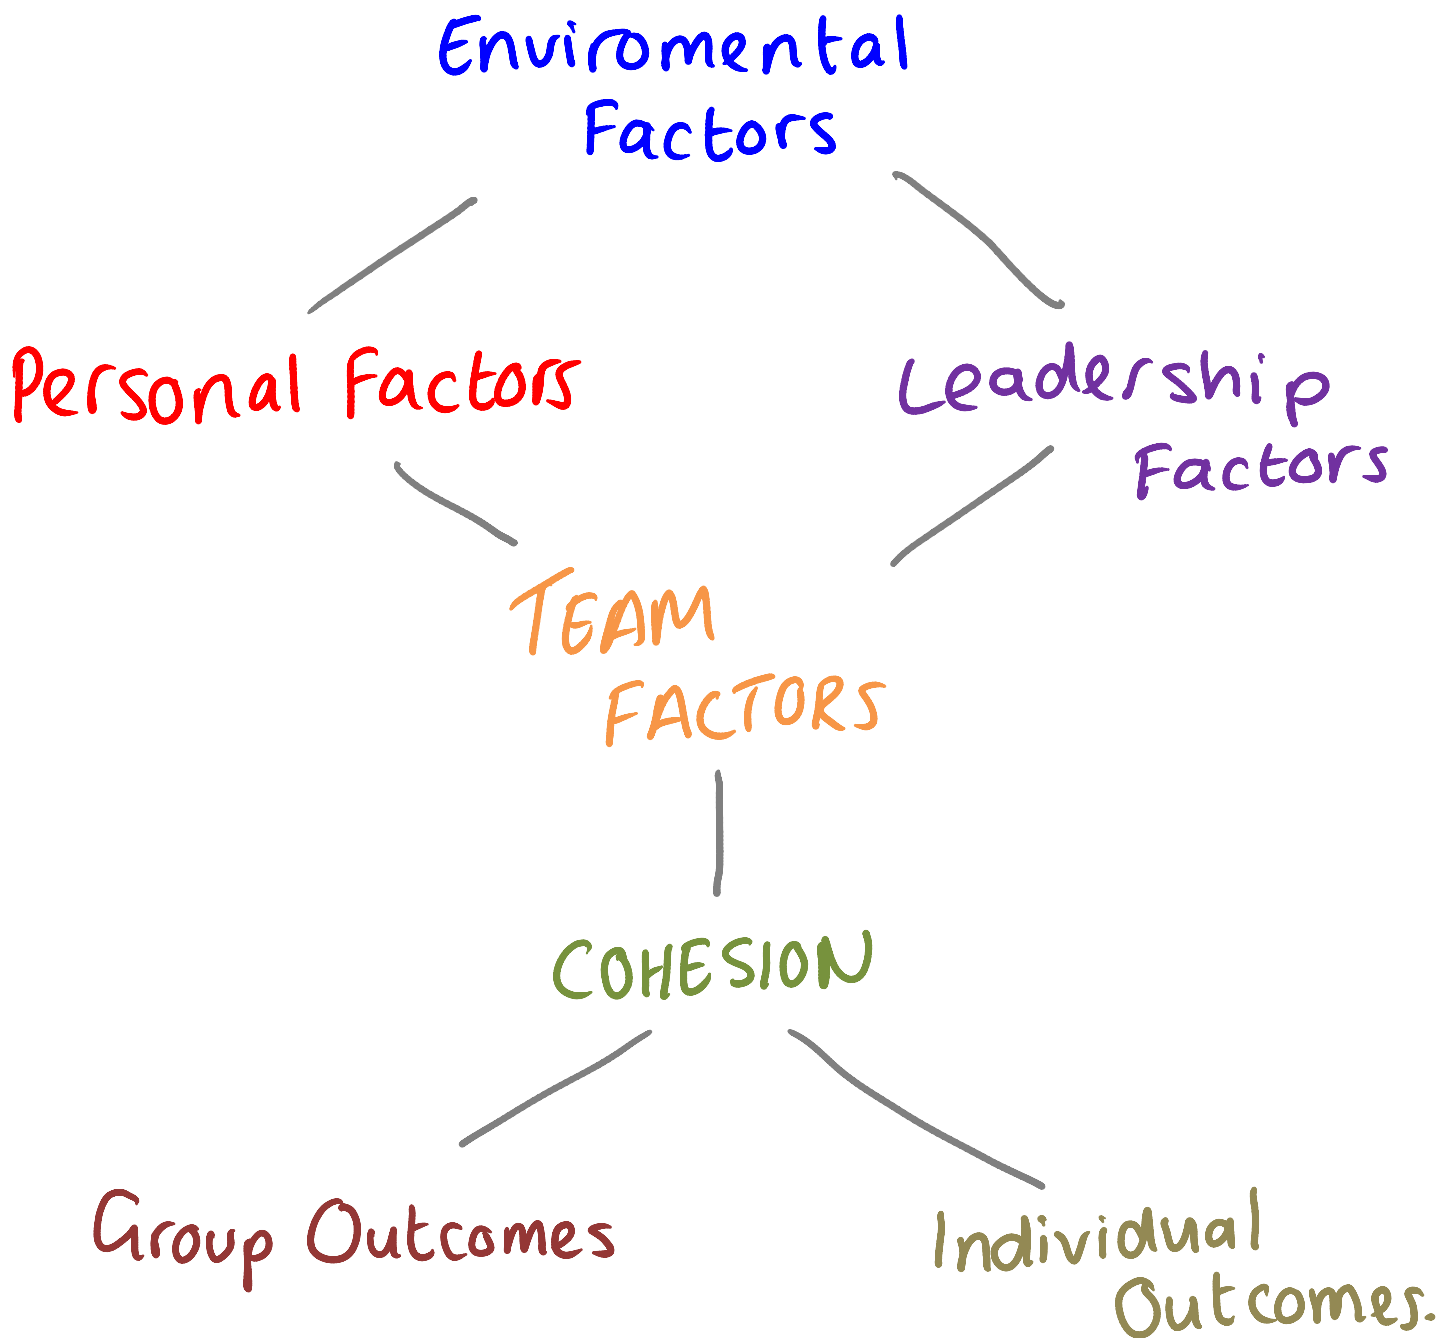 Enviromental
Factors
Personal Factors
Leadership
Factors
TEAM
FACTORS
COHESION
Group Outcomes
Individual
Outcomes.